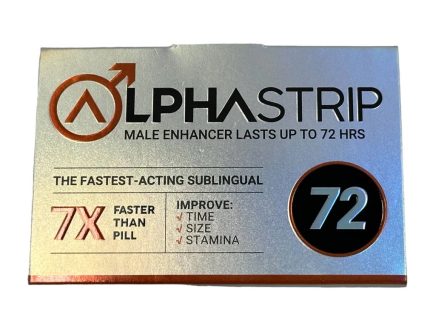 ALPHASTRIP
MALE ENHANCER LASTS UP TO 72 HRS
THE FASTEST-ACTING SUBLINGUAL
7X FASTER THAN PILL
IMPROVE:
√ TIME
√ SIZE
√ STAMINA
72